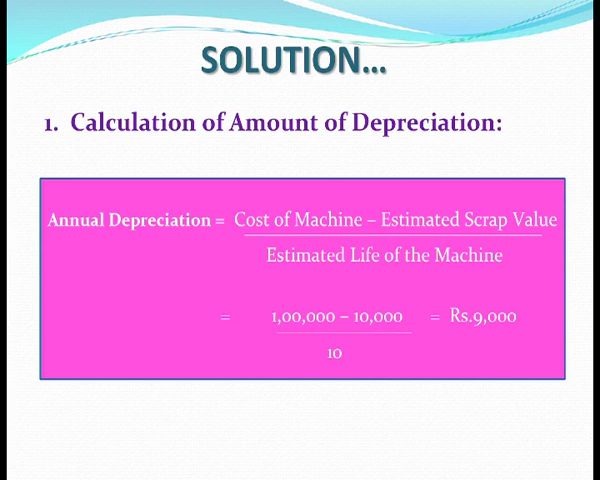 SOLUTION...
1. Calculation of Amount of Depreciation:
Annual Depreciation = Cost of Machine – Estimated Scrap Value
Estimated Life of the Machine
= 1,00,000 – 10,000 = Rs.9,000
10